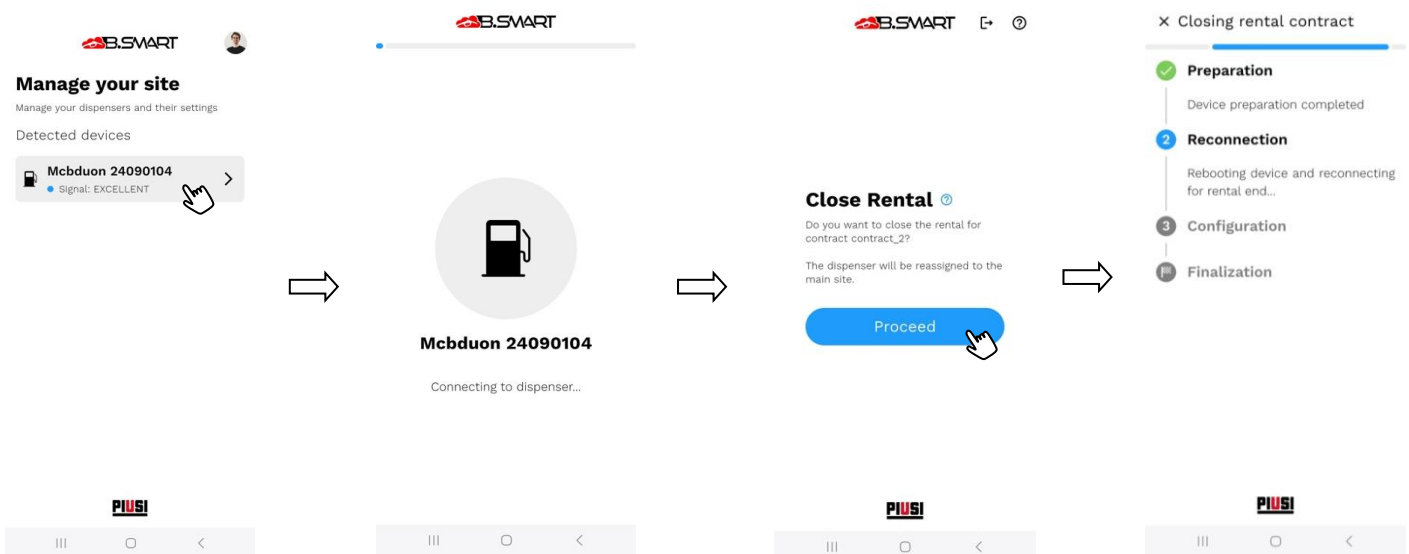 B.SMART
Manage your site
Manage your dispensers and their settings
Detected devices
Mcbduon 24090104
Signal: EXCELLENT
PIUSI
B.SMART
Mcbduon 24090104
Connecting to dispenser...
B.SMART
Close Rental
Do you want to close the rental for
contract contract_2?
The dispenser will be reassigned to the
main site.
Proceed
PIUSI
Closing rental contract
Preparation
Device preparation completed
2 Reconnection
Rebooting device and reconnecting
for rental end...
3 Configuration
Finalization
PIUSI